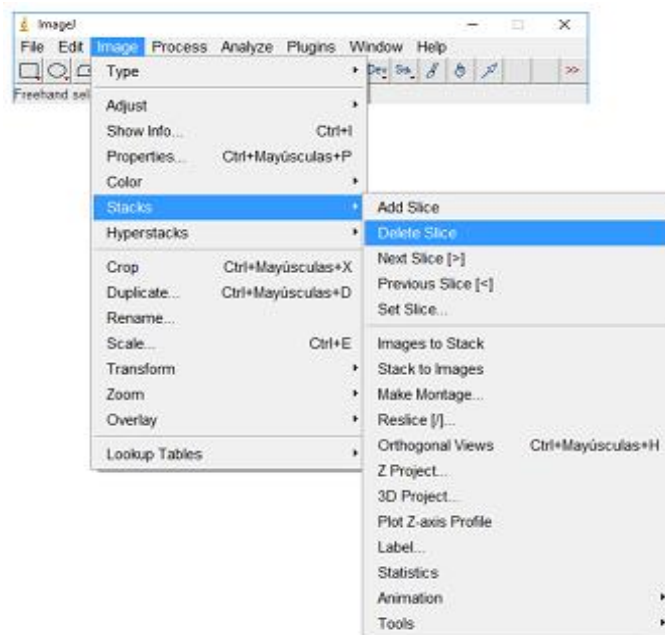 ImageJ
File Edit Image Process Analyze Plugins Window Help
Dev Stk >>
Freehand sel
Type
Adjust
Show Info... Ctrl+I
Properties... Ctrl+Mayúsculas+P
Color
Stacks
Hyperstacks
Crop Ctrl+Mayúsculas+X
Duplicate... Ctrl+Mayúsculas+D
Rename...
Scale... Ctrl+E
Transform
Zoom
Overlay
Lookup Tables
Add Slice
Delete Slice
Next Slice [>]
Previous Slice [<]
Set Slice...
Images to Stack
Stack to Images
Make Montage...
Reslice [/]...
Orthogonal Views Ctrl+Mayúsculas+H
Z Project...
3D Project...
Plot Z-axis Profile
Label...
Statistics
Animation
Tools